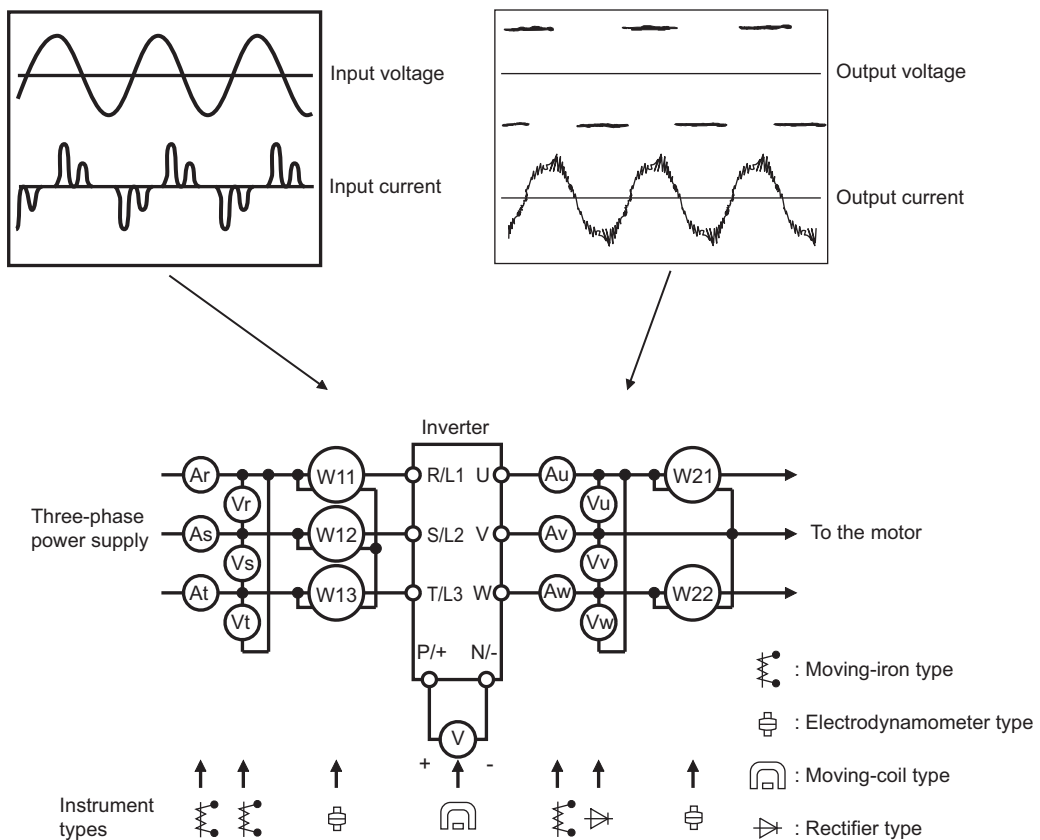 Input voltage
Input current
Output voltage
Output current
Inverter
Three-phase
power supply
Ar
Vr
As
Vs
At
Vt
W11
W12
W13
R/L1
S/L2
T/L3
U
V
W
P/+
N/-
V
+
-
Au
Vu
Av
Vv
Aw
Vw
W21
W22
To the motor
: Moving-iron type
: Electrodynamometer type
: Moving-coil type
: Rectifier type
Instrument
types